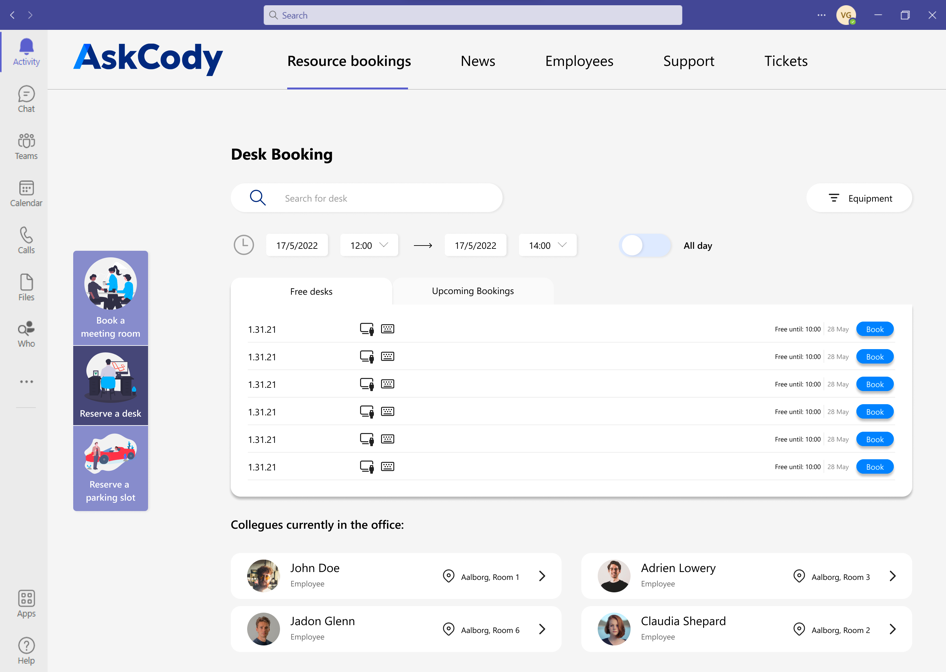 Search
VG
Activity
Chat
Teams
Calendar
Calls
Files
Who
Apps
Help
AskCody
Resource bookings
News
Employees
Support
Tickets
Book a
meeting room
Reserve a desk
Reserve a
parking slot
Desk Booking
Search for desk
Equipment
17/5/2022
12:00
17/5/2022
14:00
All day
Free desks
Upcoming Bookings
1.31.21 Free until: 10:00 28 May Book
1.31.21 Free until: 10:00 28 May Book
1.31.21 Free until: 10:00 28 May Book
1.31.21 Free until: 10:00 28 May Book
1.31.21 Free until: 10:00 28 May Book
1.31.21 Free until: 10:00 28 May Book
Collegues currently in the office:
John Doe
Employee
Aalborg, Room 1
Adrien Lowery
Employee
Aalborg, Room 3
Jadon Glenn
Employee
Aalborg, Room 6
Claudia Shepard
Employee
Aalborg, Room 2